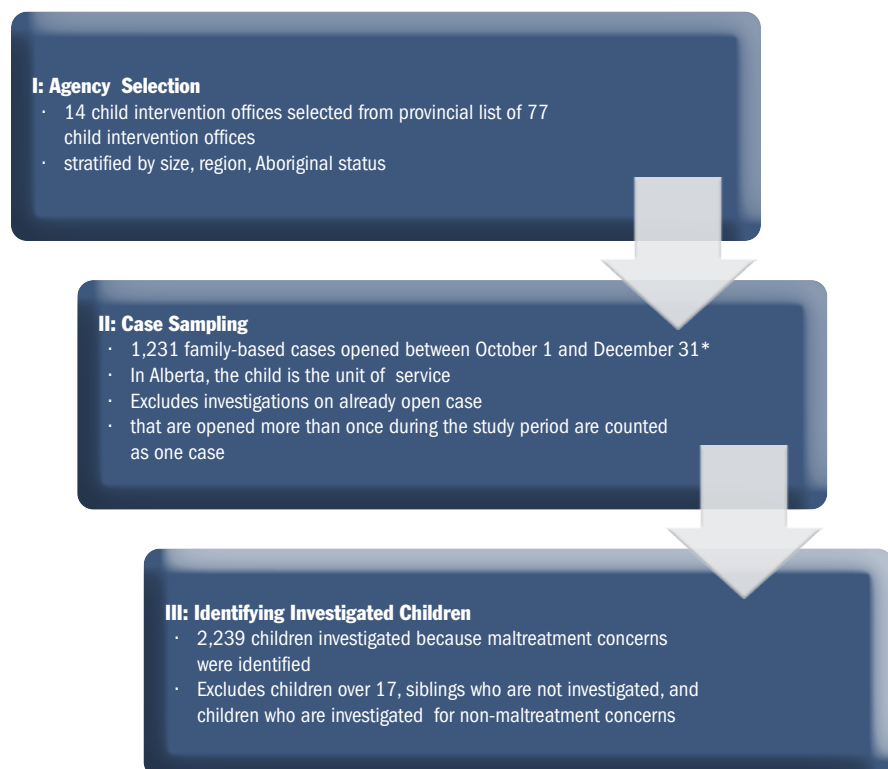 I: Agency Selection
· 14 child intervention offices selected from provincial list of 77
child intervention offices
· stratified by size, region, Aboriginal status
II: Case Sampling
· 1,231 family-based cases opened between October 1 and December 31*
· In Alberta, the child is the unit of service
· Excludes investigations on already open case
· that are opened more than once during the study period are counted
as one case
III: Identifying Investigated Children
· 2,239 children investigated because maltreatment concerns
were identified
· Excludes children over 17, siblings who are not investigated, and
children who are investigated for non-maltreatment concerns